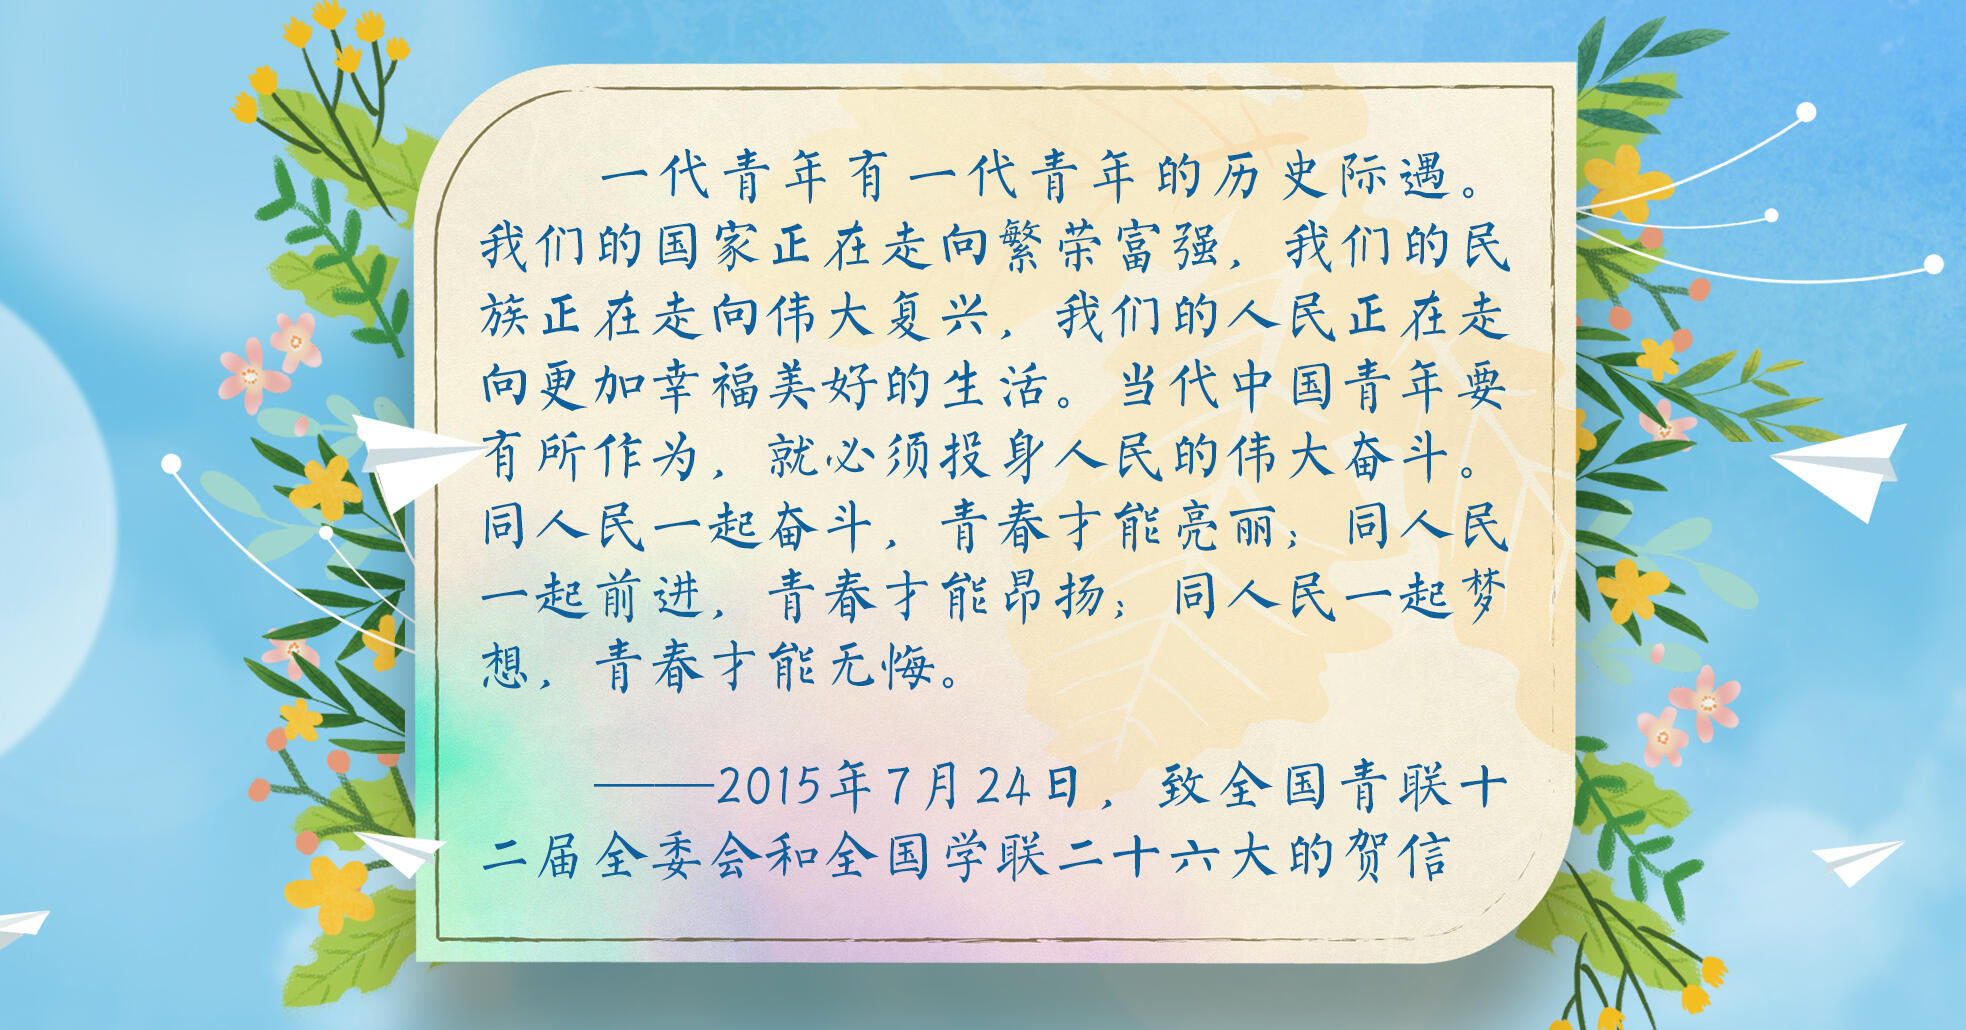 一代青年有一代青年的历史际遇。
我们的国家正在走向繁荣富强，我们的民
族正在走向伟大复兴，我们的人民正在走
向更加幸福美好的生活。当代中国青年要
有所作为，就必须投身人民的伟大奋斗。
同人民一起奋斗，青春才能亮丽；同人民
一起前进，青春才能昂扬；同人民一起梦
想，青春才能无悔。
——2015年7月24日，致全国青联十
二届全委会和全国学联二十六大的贺信